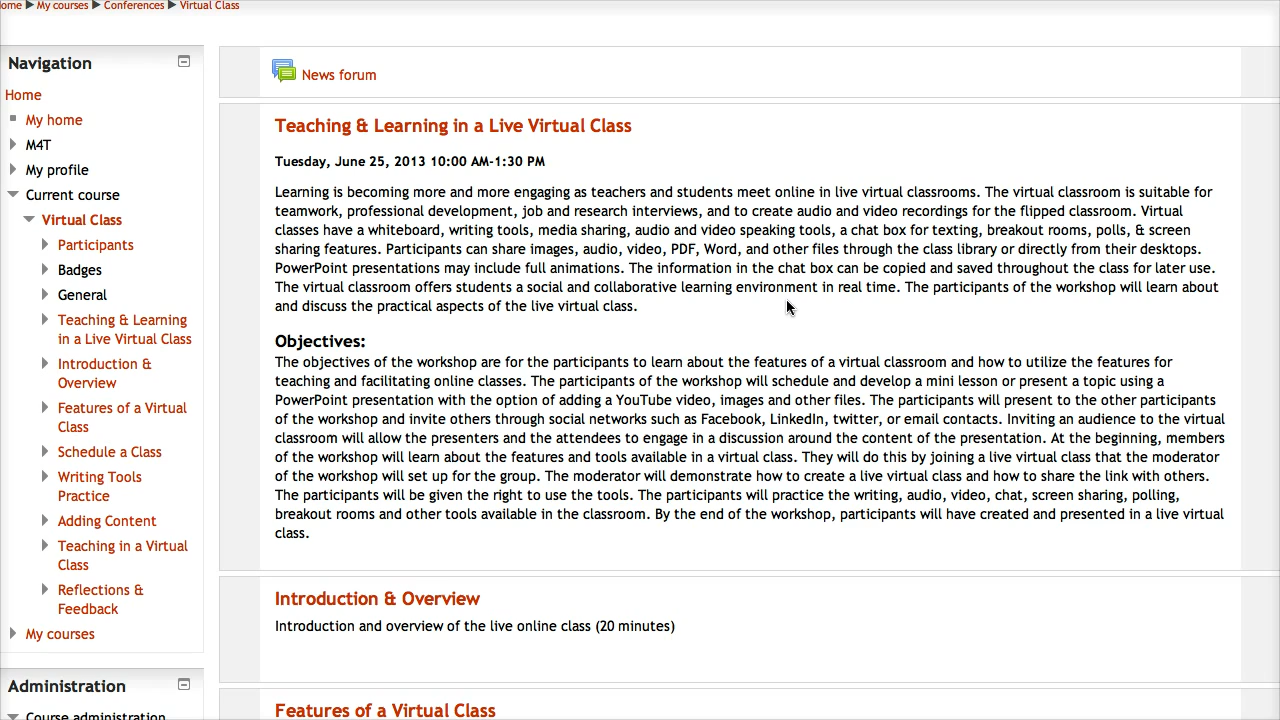 ome ▶ My courses ▶ Conferences ▶ Virtual Class
Navigation
Home
My home
M4T
My profile
Current course
Virtual Class
Participants
Badges
General
Teaching & Learning
in a Live Virtual Class
Introduction &
Overview
Features of a Virtual
Class
Schedule a Class
Writing Tools
Practice
Adding Content
Teaching in a Virtual
Class
Reflections &
Feedback
My courses
Administration
Course administration
News forum
Teaching & Learning in a Live Virtual Class
Tuesday, June 25, 2013 10:00 AM-1:30 PM
Learning is becoming more and more engaging as teachers and students meet online in live virtual classrooms. The virtual classroom is suitable for
teamwork, professional development, job and research interviews, and to create audio and video recordings for the flipped classroom. Virtual
classes have a whiteboard, writing tools, media sharing, audio and video speaking tools, a chat box for texting, breakout rooms, polls, & screen
sharing features. Participants can share images, audio, video, PDF, Word, and other files through the class library or directly from their desktops.
PowerPoint presentations may include full animations. The information in the chat box can be copied and saved throughout the class for later use.
The virtual classroom offers students a social and collaborative learning environment in real time. The participants of the workshop will learn about
and discuss the practical aspects of the live virtual class.
Objectives:
The objectives of the workshop are for the participants to learn about the features of a virtual classroom and how to utilize the features for
teaching and facilitating online classes. The participants of the workshop will schedule and develop a mini lesson or present a topic using a
PowerPoint presentation with the option of adding a YouTube video, images and other files. The participants will present to the other participants
of the workshop and invite others through social networks such as Facebook, LinkedIn, twitter, or email contacts. Inviting an audience to the virtual
classroom will allow the presenters and the attendees to engage in a discussion around the content of the presentation. At the beginning, members
of the workshop will learn about the features and tools available in a virtual class. They will do this by joining a live virtual class that the moderator
of the workshop will set up for the group. The moderator will demonstrate how to create a live virtual class and how to share the link with others.
The participants will be given the right to use the tools. The participants will practice the writing, audio, video, chat, screen sharing, polling,
breakout rooms and other tools available in the classroom. By the end of the workshop, participants will have created and presented in a live virtual
class.
Introduction & Overview
Introduction and overview of the live online class (20 minutes)
Features of a Virtual Class